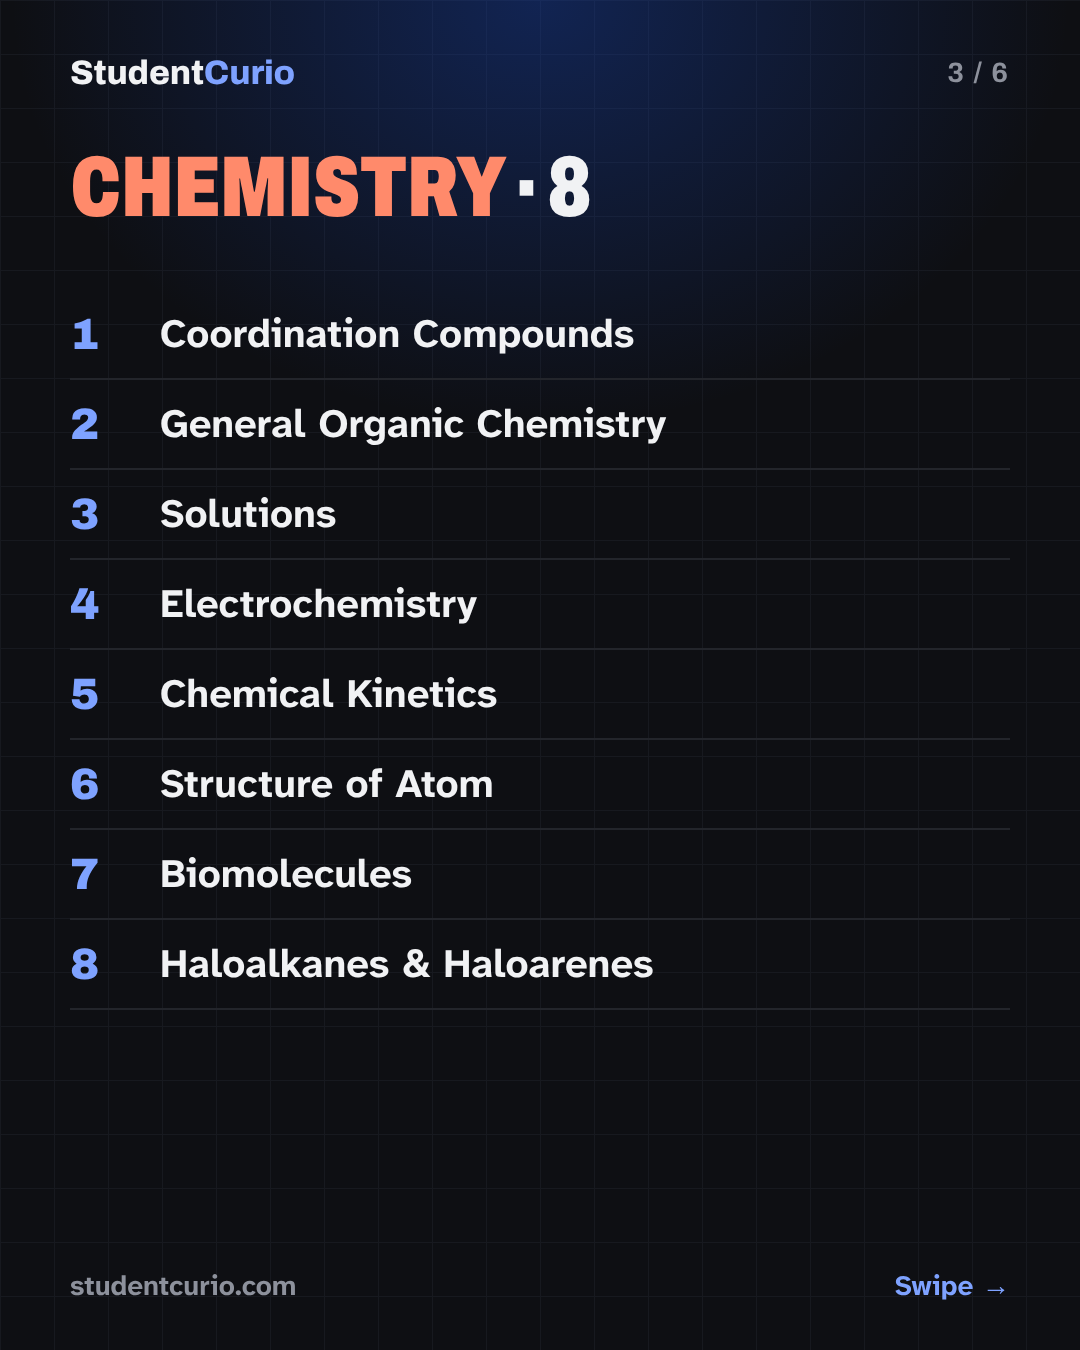 StudentCurio
3 / 6
CHEMISTRY · 8
1 Coordination Compounds
2 General Organic Chemistry
3 Solutions
4 Electrochemistry
5 Chemical Kinetics
6 Structure of Atom
7 Biomolecules
8 Haloalkanes & Haloarenes
studentcurio.com
Swipe →